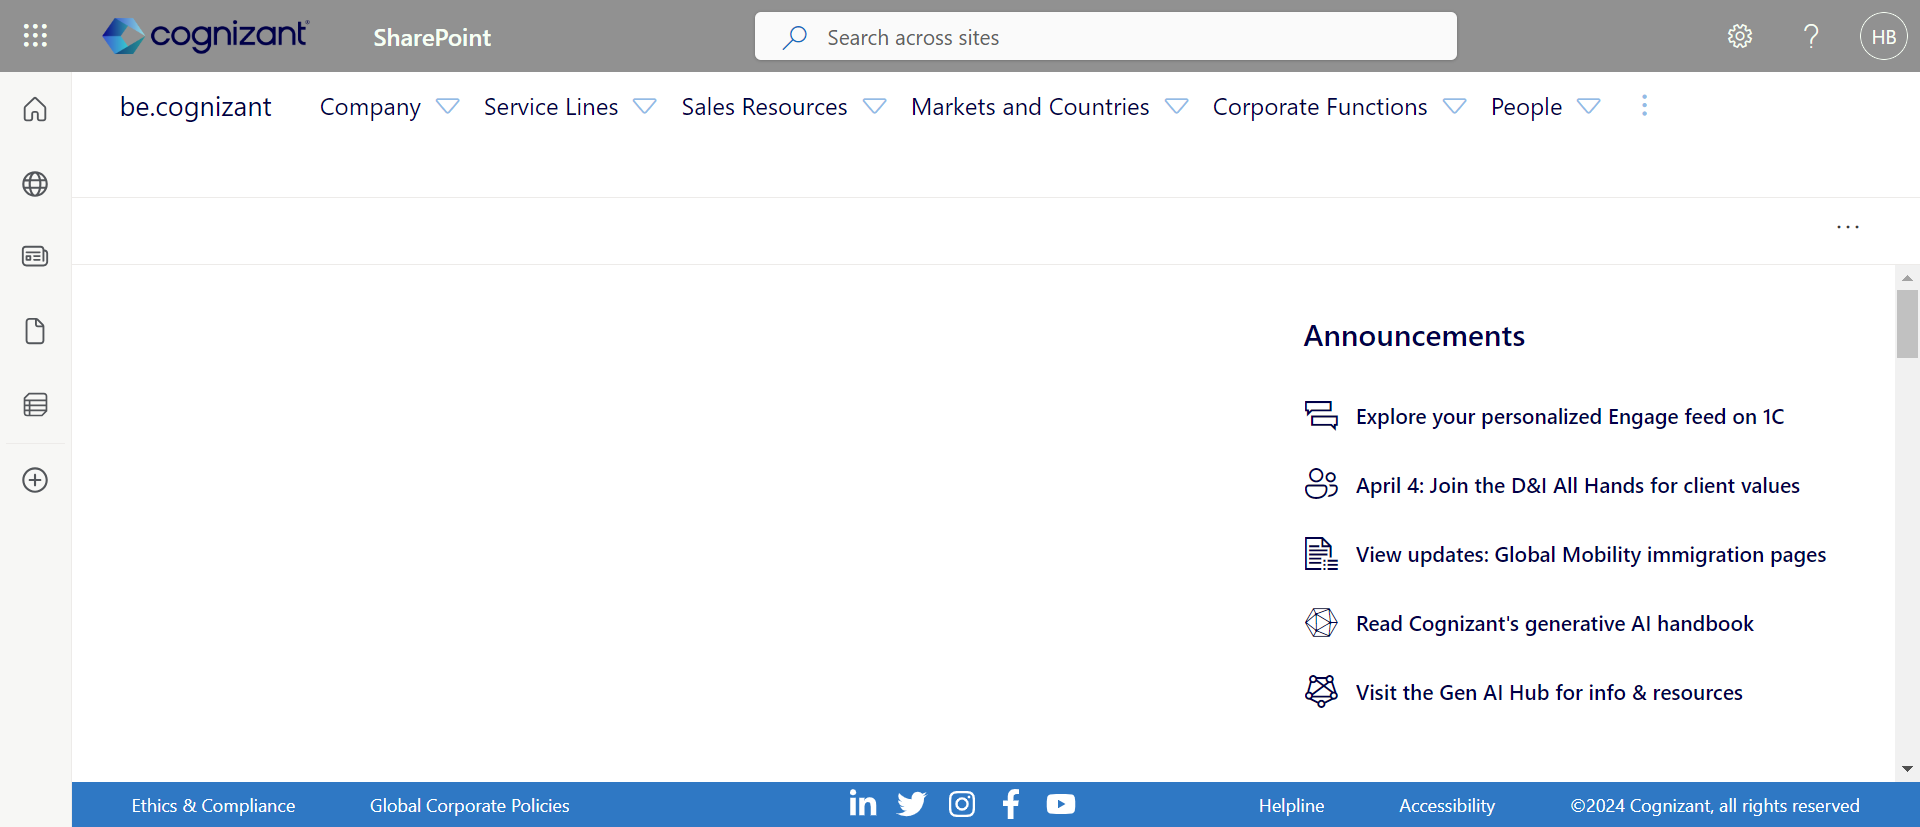 cognizant
SharePoint
Search across sites
?
HB
be.cognizant
Company
Service Lines
Sales Resources
Markets and Countries
Corporate Functions
People
Announcements
Explore your personalized Engage feed on 1C
April 4: Join the D&I All Hands for client values
View updates: Global Mobility immigration pages
Read Cognizant's generative AI handbook
Visit the Gen AI Hub for info & resources
Ethics & Compliance
Global Corporate Policies
Helpline
Accessibility
©2024 Cognizant, all rights reserved